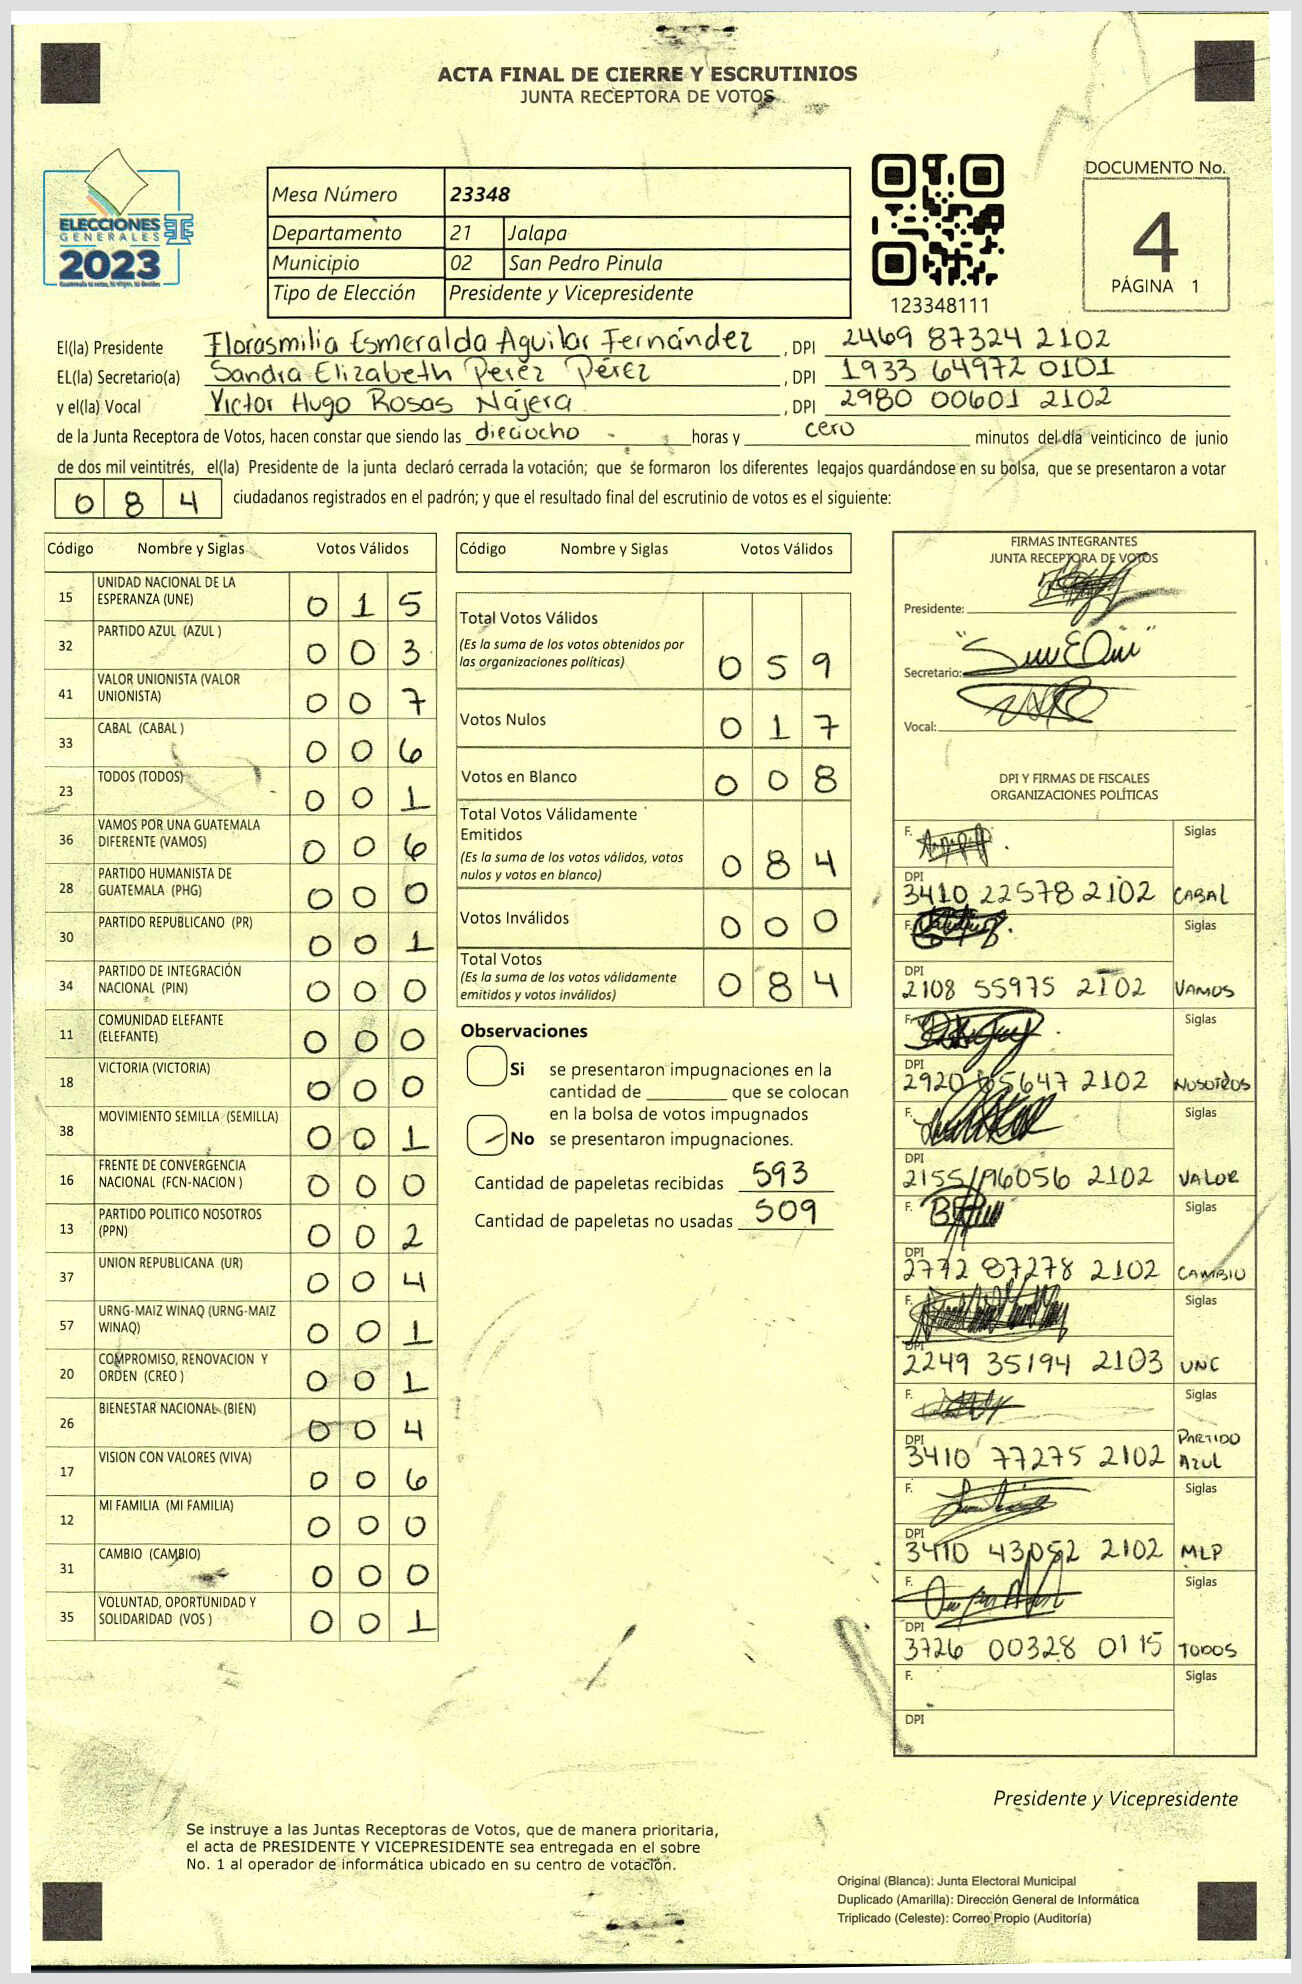 ACTA FINAL DE CIERRE Y ESCRUTINIOS
JUNTA RECEPTORA DE VOTOS
ELECCIONES
GENERALES
2023
Mesa Número 23348
Departamento 21 Jalapa
Municipio 02 San Pedro Pinula
Tipo de Elección Presidente y Vicepresidente
123348111
DOCUMENTO No.
4
PÁGINA 1
El(la) Presidente Florasmilia Esmeralda Aguilar Fernández , DPI 2469 87324 2102
EL(la) Secretario(a) Sandra Elizabeth Perez Pérez , DPI 1933 64972 0101
y el(la) Vocal Victor Hugo Rosas Nájera , DPI 2980 00601 2102
de la Junta Receptora de Votos, hacen constar que siendo las dieciocho horas y cero minutos del día veinticinco de junio
de dos mil veintitrés, el(la) Presidente de la junta declaró cerrada la votación; que se formaron los diferentes legajos guardándose en su bolsa, que se presentaron a votar
0 8 4 ciudadanos registrados en el padrón; y que el resultado final del escrutinio de votos es el siguiente:
Código Nombre y Siglas Votos Válidos
15 UNIDAD NACIONAL DE LA ESPERANZA (UNE) 0 1 5
32 PARTIDO AZUL (AZUL ) 0 0 3
41 VALOR UNIONISTA (VALOR UNIONISTA) 0 0 7
33 CABAL (CABAL ) 0 0 6
23 TODOS (TODOS) 0 0 1
36 VAMOS POR UNA GUATEMALA DIFERENTE (VAMOS) 0 0 6
28 PARTIDO HUMANISTA DE GUATEMALA (PHG) 0 0 0
30 PARTIDO REPUBLICANO (PR) 0 0 1
34 PARTIDO DE INTEGRACIÓN NACIONAL (PIN) 0 0 0
11 COMUNIDAD ELEFANTE (ELEFANTE) 0 0 0
18 VICTORIA (VICTORIA) 0 0 0
38 MOVIMIENTO SEMILLA (SEMILLA) 0 0 1
16 FRENTE DE CONVERGENCIA NACIONAL (FCN-NACION ) 0 0 0
13 PARTIDO POLITICO NOSOTROS (PPN) 0 0 2
37 UNION REPUBLICANA (UR) 0 0 4
57 URNG-MAIZ WINAQ (URNG-MAIZ WINAQ) 0 0 1
20 COMPROMISO, RENOVACION Y ORDEN (CREO ) 0 0 1
26 BIENESTAR NACIONAL (BIEN) 0 0 4
17 VISION CON VALORES (VIVA) 0 0 6
12 MI FAMILIA (MI FAMILIA) 0 0 0
31 CAMBIO (CAMBIO) 0 0 0
35 VOLUNTAD, OPORTUNIDAD Y SOLIDARIDAD (VOS ) 0 0 1
Código Nombre y Siglas Votos Válidos
Total Votos Válidos
(Es la suma de los votos obtenidos por
las organizaciones políticas) 0 5 9
Votos Nulos 0 1 7
Votos en Blanco 0 0 8
Total Votos Válidamente
Emitidos
(Es la suma de los votos válidos, votos
nulos y votos en blanco) 0 8 4
Votos Inválidos 0 0 0
Total Votos
(Es la suma de los votos válidamente
emitidos y votos inválidos) 0 8 4
Observaciones
Si se presentaron impugnaciones en la
cantidad de ________ que se colocan
en la bolsa de votos impugnados
No se presentaron impugnaciones.
Cantidad de papeletas recibidas 593
Cantidad de papeletas no usadas 509
FIRMAS INTEGRANTES
JUNTA RECEPTORA DE VOTOS
Presidente:
Secretario:
Vocal:
DPI Y FIRMAS DE FISCALES
ORGANIZACIONES POLÍTICAS
F. Siglas
DPI
3410 22578 2102 CABAL
F. Siglas
DPI
2108 55975 2102 VAMOS
F. Siglas
DPI
2920 05647 2102 NOSOTROS
F. Siglas
DPI
2155 96056 2102 VALOR
F. Siglas
DPI
2772 87278 2102 CAMBIO
F. Siglas
DPI
2249 35194 2103 UNC
F. Siglas
DPI
3410 77275 2102 PARTIDO Azul
F. Siglas
DPI
3410 43052 2102 MLP
F. Siglas
DPI
3726 00328 0115 TODOS
F. Siglas
DPI
Presidente y Vicepresidente
Se instruye a las Juntas Receptoras de Votos, que de manera prioritaria,
el acta de PRESIDENTE Y VICEPRESIDENTE sea entregada en el sobre
No. 1 al operador de informática ubicado en su centro de votación.
Original (Blanca): Junta Electoral Municipal
Duplicado (Amarilla): Dirección General de Informática
Triplicado (Celeste): Correo Propio (Auditoría)